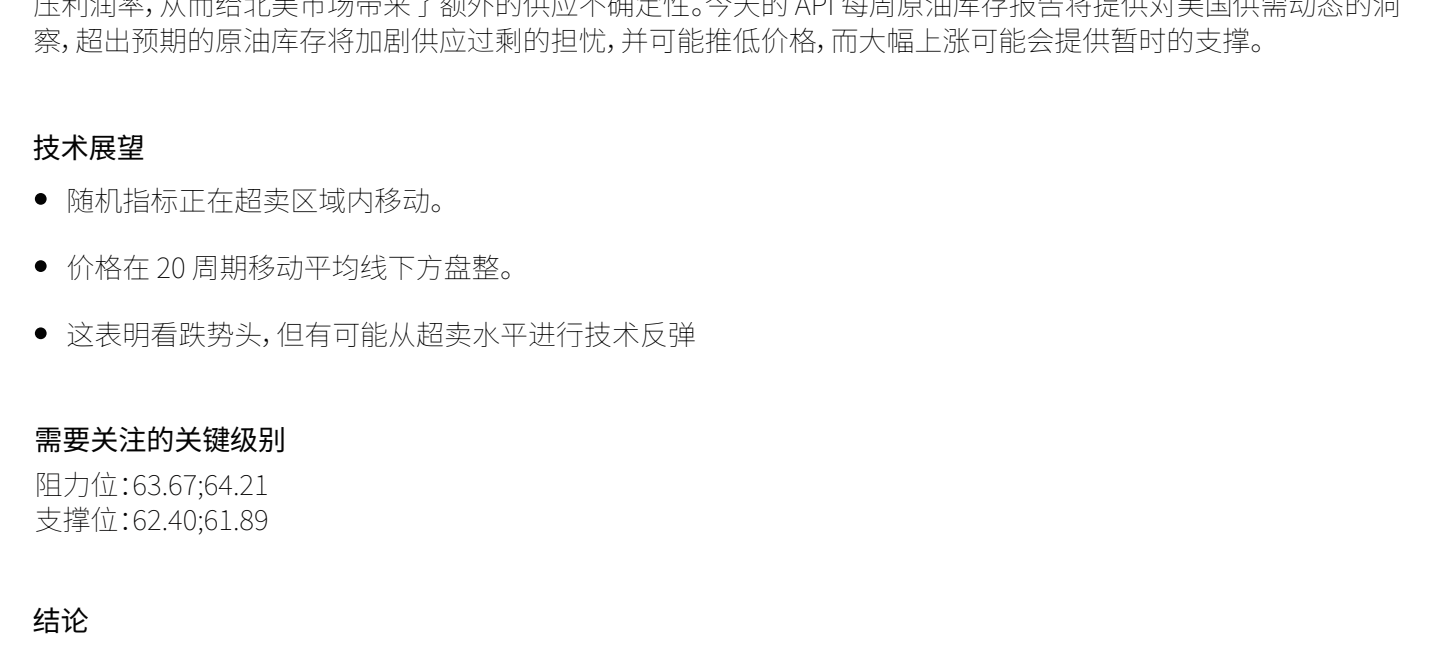 压利润率，从而给北美市场带来了额外的供应不确定性。今天的 API 每周原油库存报告将提供对美国供需动态的洞
察，超出预期的原油库存将加剧供应过剩的担忧，并可能推低价格，而大幅上涨可能会提供暂时的支撑。
技术展望
• 随机指标正在超卖区域内移动。
• 价格在 20 周期移动平均线下方盘整。
• 这表明看跌势头，但有可能从超卖水平进行技术反弹
需要关注的关键级别
阻力位：63.67;64.21
支撑位：62.40;61.89
结论